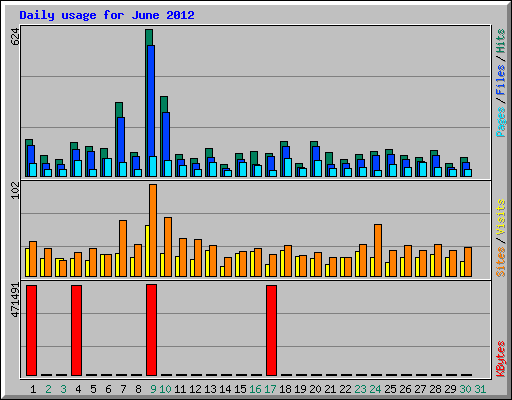 Daily usage for June 2012
624
Pages / Files / Hits
102
Sites / Visits
471491
KBytes
1 2 3 4 5 6 7 8 9 10 11 12 13 14 15 16 17 18 19 20 21 22 23 24 25 26 27 28 29 30 31